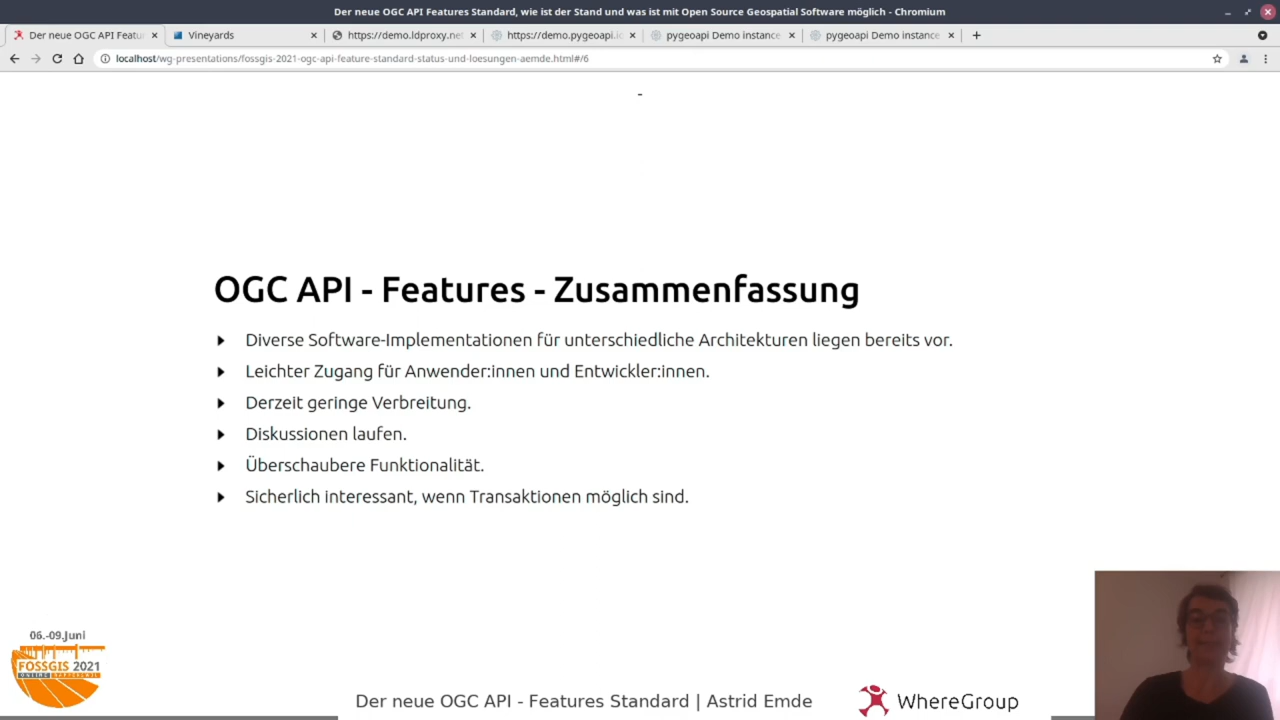 Der neue OGC API Features Standard, wie ist der Stand und was ist mit Open Source Geospatial Software möglich - Chromium
Der neue OGC API Featur
Vineyards
https://demo.ldproxy.net
https://demo.pygeoapi.io
pygeoapi Demo instance
pygeoapi Demo instance
localhost/wg-presentations/fossgis-2021-ogc-api-feature-standard-status-und-loesungen-aemde.html#/6
-
OGC API - Features - Zusammenfassung
Diverse Software-Implementationen für unterschiedliche Architekturen liegen bereits vor.
Leichter Zugang für Anwender:innen und Entwickler:innen.
Derzeit geringe Verbreitung.
Diskussionen laufen.
Überschaubere Funktionalität.
Sicherlich interessant, wenn Transaktionen möglich sind.
06.-09.Juni
FOSSGIS 2021
ONLINE KONFERENZ
Der neue OGC API - Features Standard | Astrid Emde
WhereGroup